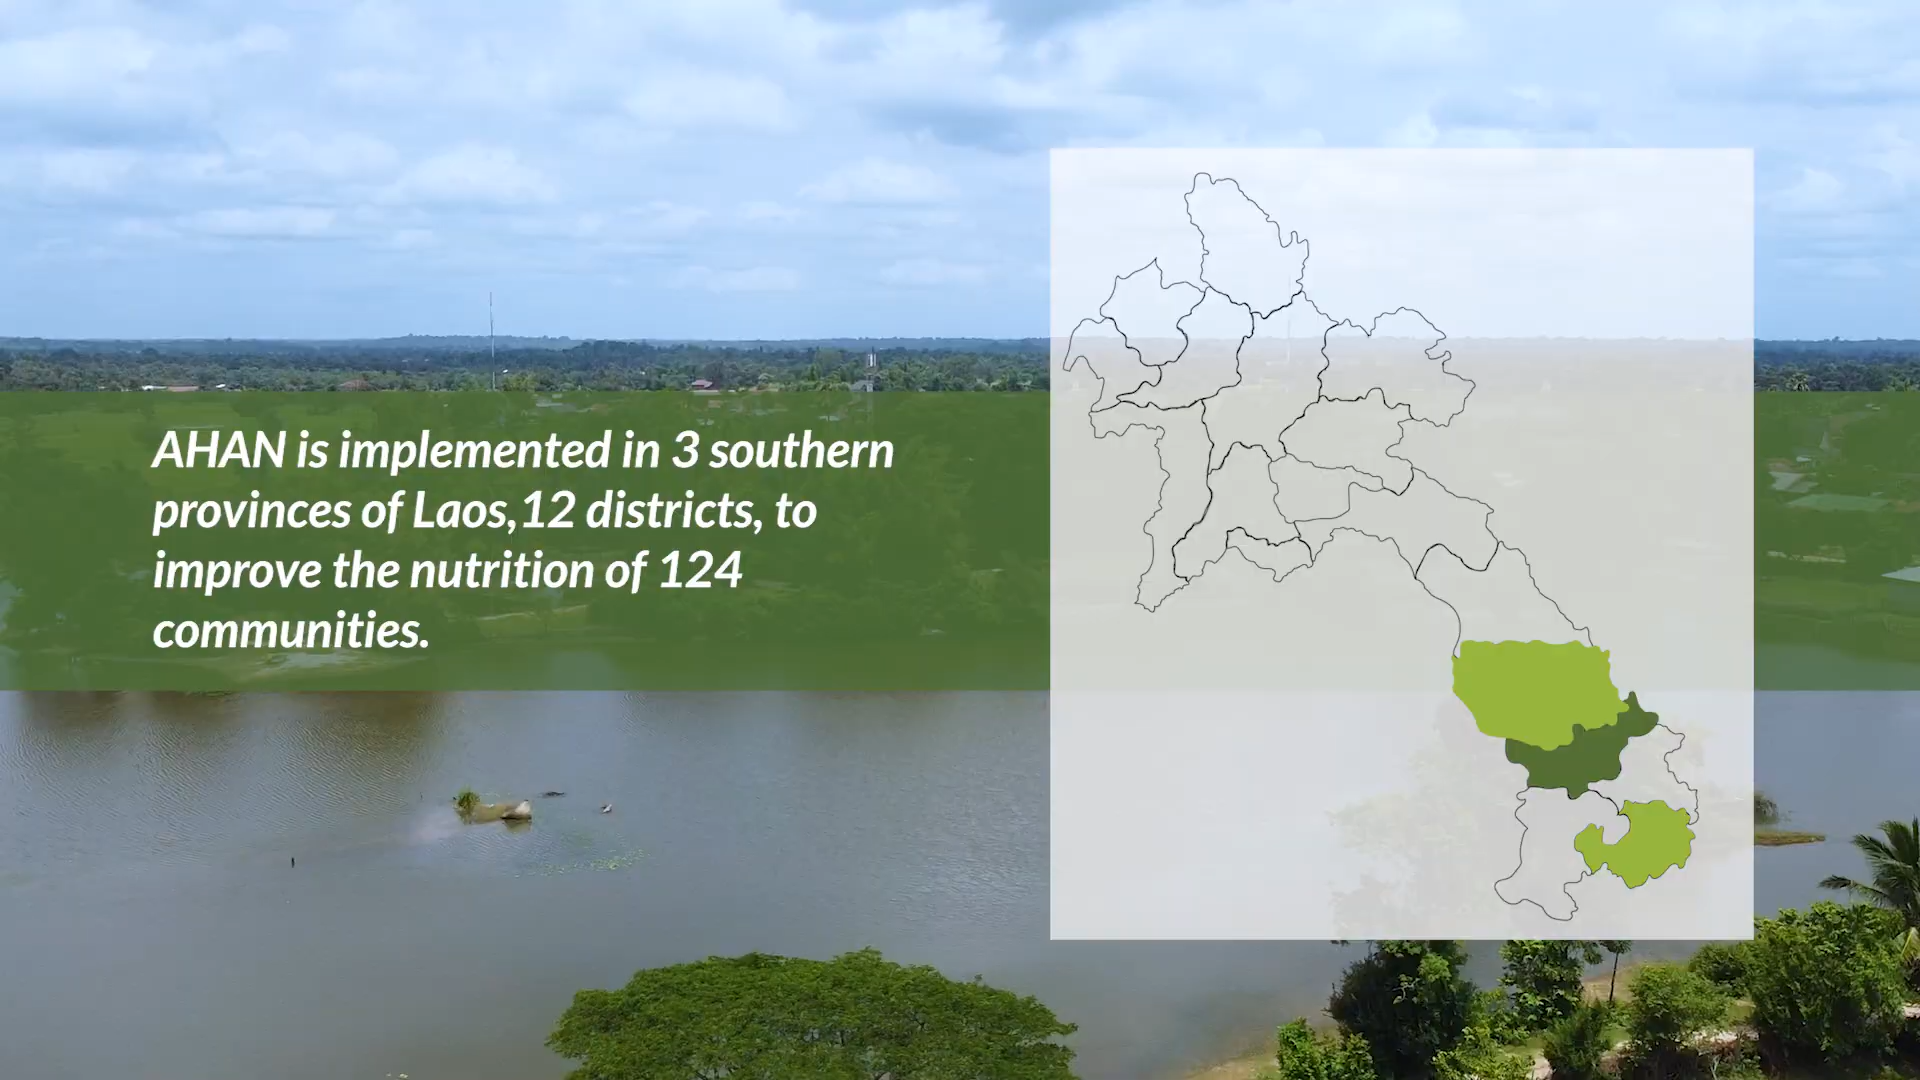 AHAN is implemented in 3 southern
provinces of Laos,12 districts, to
improve the nutrition of 124
communities.